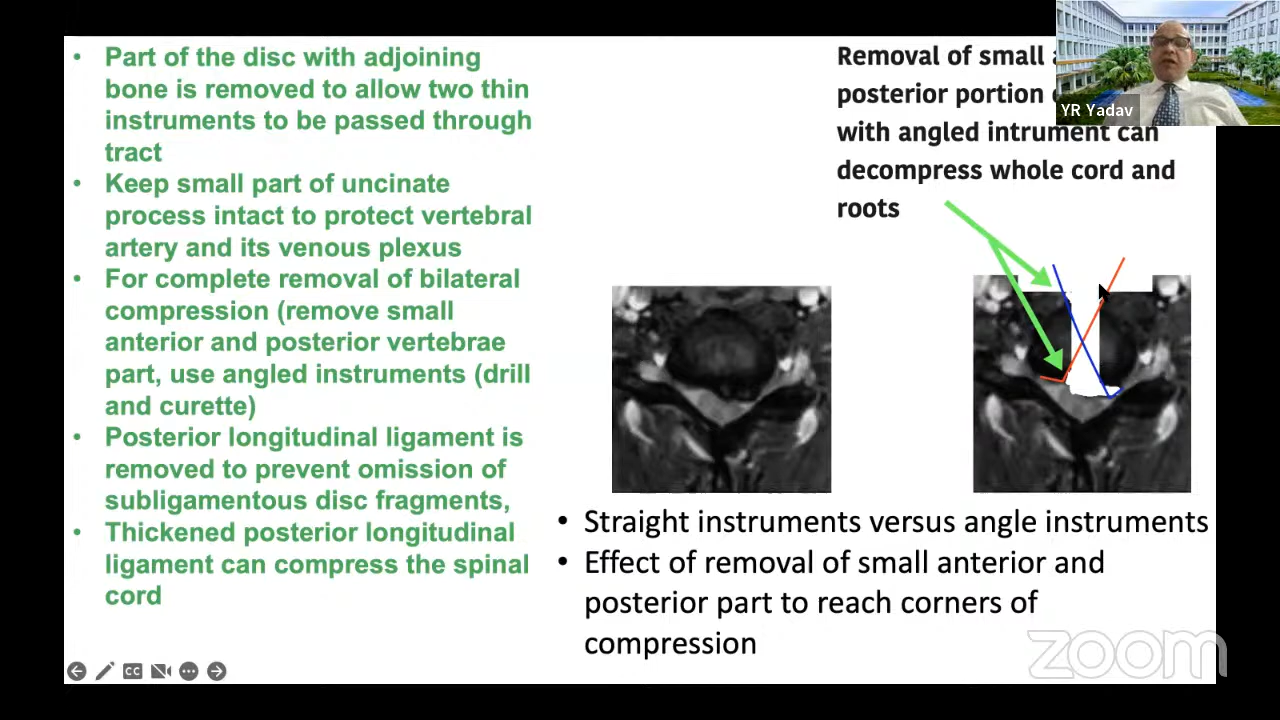 • Part of the disc with adjoining
bone is removed to allow two thin
instruments to be passed through
tract
• Keep small part of uncinate
process intact to protect vertebral
artery and its venous plexus
• For complete removal of bilateral
compression (remove small
anterior and posterior vertebrae
part, use angled instruments (drill
and curette)
• Posterior longitudinal ligament is
removed to prevent omission of
subligamentous disc fragments,
• Thickened posterior longitudinal
ligament can compress the spinal
cord
Removal of small
posterior portion
with angled intrument can
decompress whole cord and
roots
YR Yadav
• Straight instruments versus angle instruments
• Effect of removal of small anterior and
posterior part to reach corners of
compression
CC
zoom